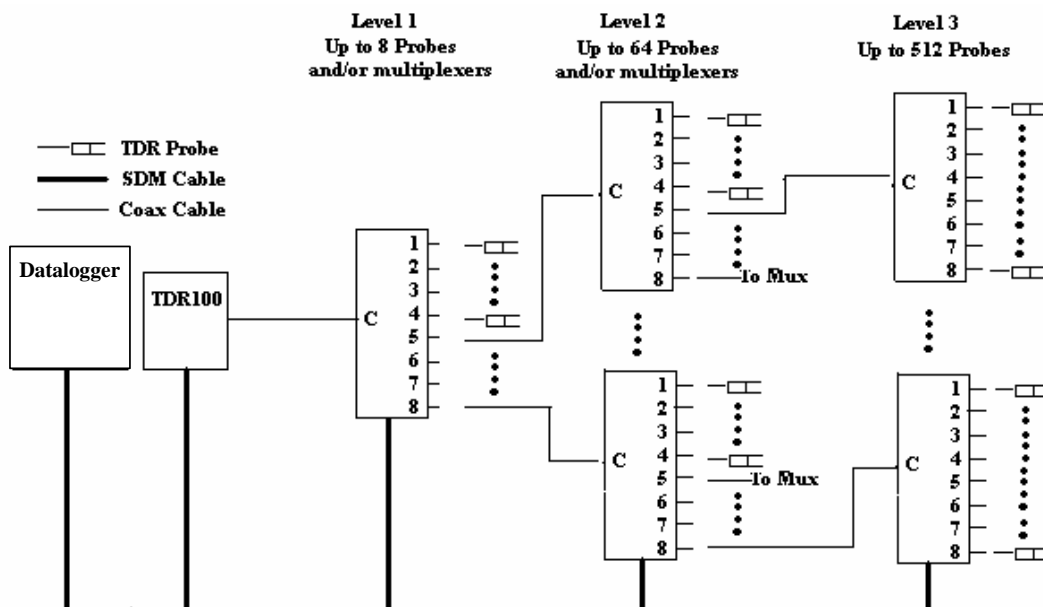 Level 1
Up to 8 Probes
and/or multiplexers
Level 2
Up to 64 Probes
and/or multiplexers
Level 3
Up to 512 Probes
TDR Probe
SDM Cable
Coax Cable
Datalogger
TDR100
C
1
2
3
4
5
6
7
8
C
1
2
3
4
5
6
7
8
To Mux
C
1
2
3
4
5
6
7
8
C
1
2
3
4
5
To Mux
6
7
8
C
1
2
3
4
5
6
7
8